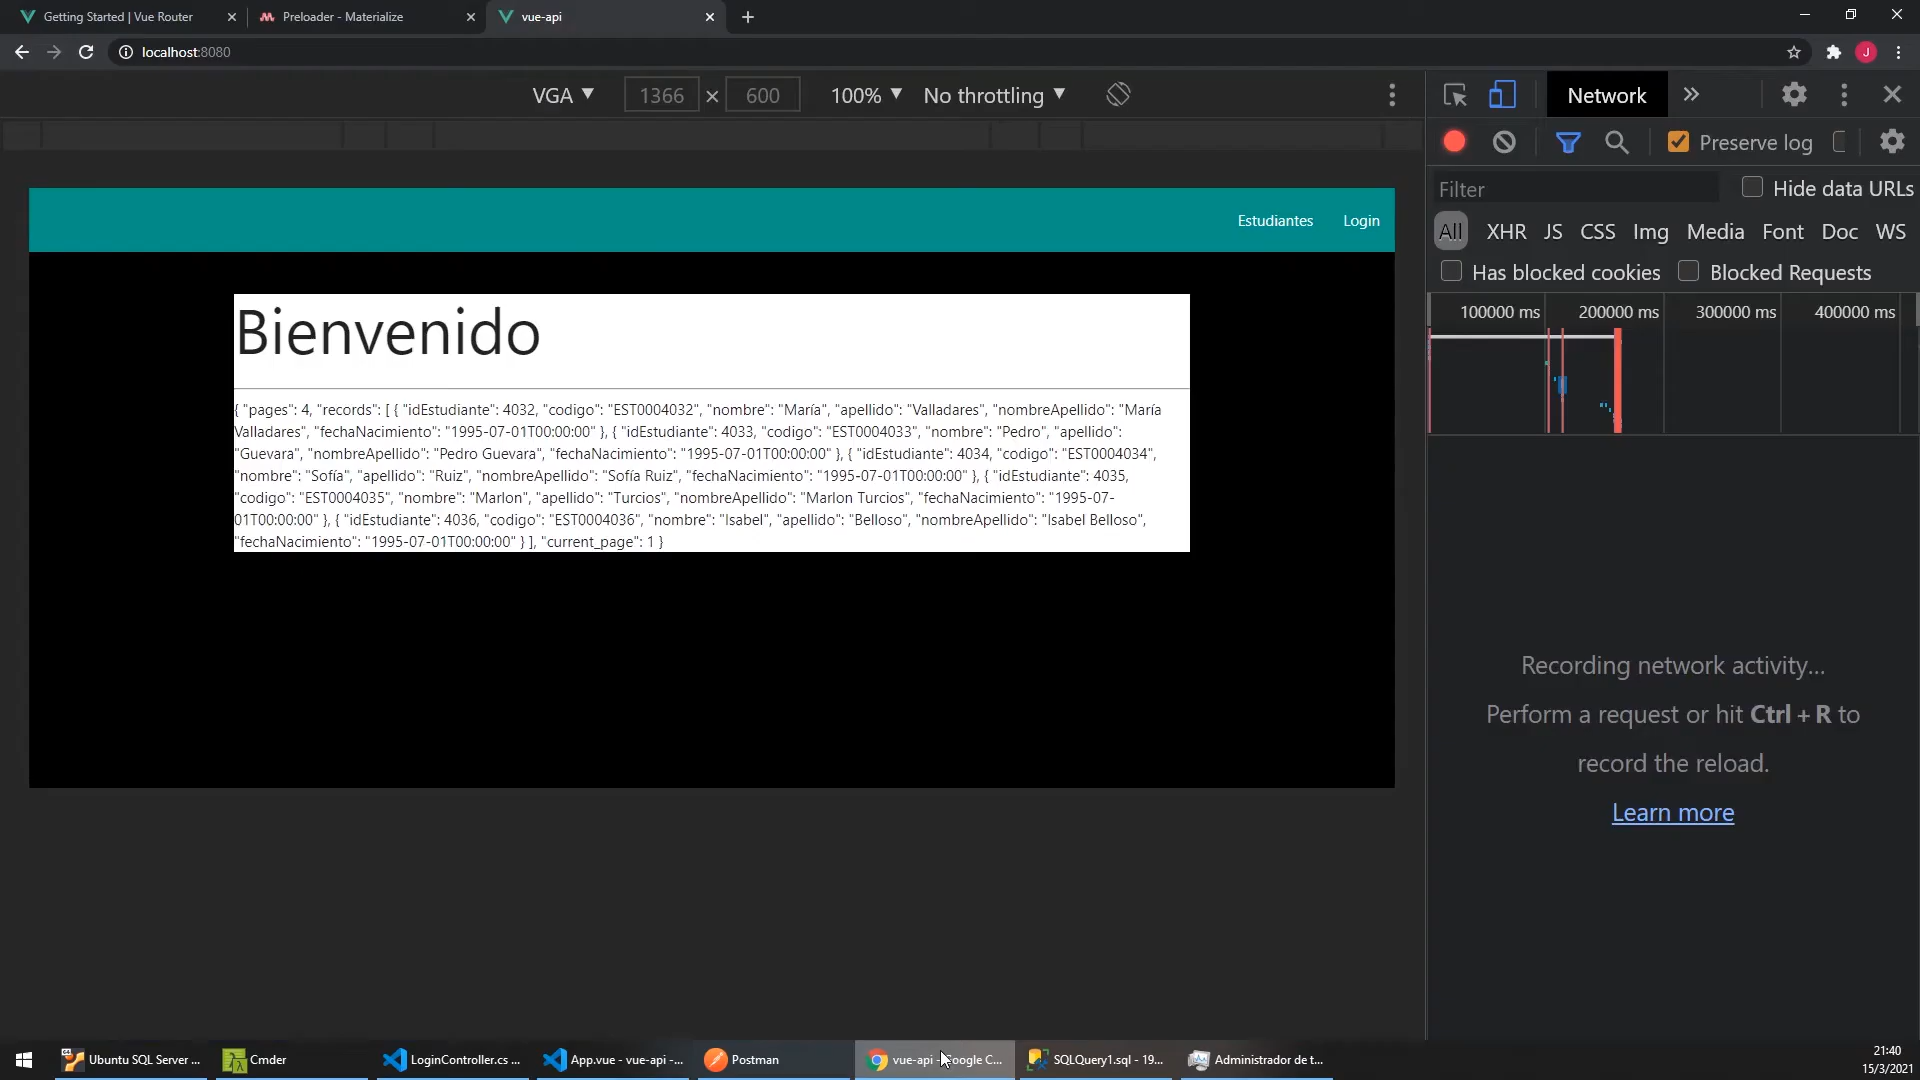 Getting Started | Vue Router
Preloader - Materialize
vue-api
localhost:8080
J
VGA
1366 × 600
100%
No throttling
Network
Preserve log
Filter
Hide data URLs
All XHR JS CSS Img Media Font Doc WS
Has blocked cookies
Blocked Requests
100000 ms
200000 ms
300000 ms
400000 ms
Estudiantes
Login
Bienvenido
{ "pages": 4, "records": [ { "idEstudiante": 4032, "codigo": "EST0004032", "nombre": "María", "apellido": "Valladares", "nombreApellido": "María
Valladares", "fechaNacimiento": "1995-07-01T00:00:00" }, { "idEstudiante": 4033, "codigo": "EST0004033", "nombre": "Pedro", "apellido":
"Guevara", "nombreApellido": "Pedro Guevara", "fechaNacimiento": "1995-07-01T00:00:00" }, { "idEstudiante": 4034, "codigo": "EST0004034",
"nombre": "Sofía", "apellido": "Ruiz", "nombreApellido": "Sofía Ruiz", "fechaNacimiento": "1995-07-01T00:00:00" }, { "idEstudiante": 4035,
"codigo": "EST0004035", "nombre": "Marlon", "apellido": "Turcios", "nombreApellido": "Marlon Turcios", "fechaNacimiento": "1995-07-
01T00:00:00" }, { "idEstudiante": 4036, "codigo": "EST0004036", "nombre": "Isabel", "apellido": "Belloso", "nombreApellido": "Isabel Belloso",
"fechaNacimiento": "1995-07-01T00:00:00" } ], "current_page": 1 }
Recording network activity...
Perform a request or hit Ctrl + R to
record the reload.
Learn more
Ubuntu SQL Server ...
Cmder
LoginController.cs ...
App.vue - vue-api -...
Postman
vue-api - Google C...
SQLQuery1.sql - 19...
Administrador de t...
21:40
15/3/2021